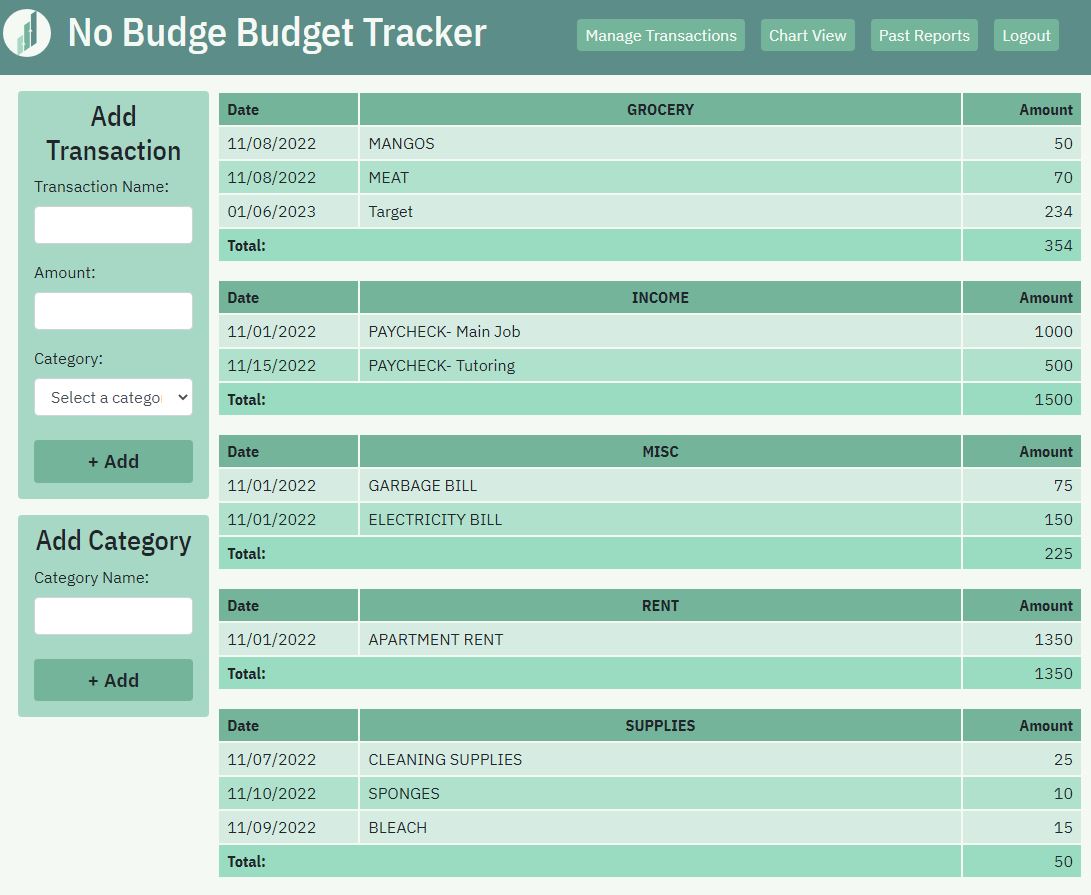 No Budge Budget Tracker
Manage Transactions Chart View Past Reports Logout
Add
Transaction
Transaction Name:
Amount:
Category:
Select a catego
+ Add
Add Category
Category Name:
+ Add
Date GROCERY Amount
11/08/2022 MANGOS 50
11/08/2022 MEAT 70
01/06/2023 Target 234
Total: 354
Date INCOME Amount
11/01/2022 PAYCHECK- Main Job 1000
11/15/2022 PAYCHECK- Tutoring 500
Total: 1500
Date MISC Amount
11/01/2022 GARBAGE BILL 75
11/01/2022 ELECTRICITY BILL 150
Total: 225
Date RENT Amount
11/01/2022 APARTMENT RENT 1350
Total: 1350
Date SUPPLIES Amount
11/07/2022 CLEANING SUPPLIES 25
11/10/2022 SPONGES 10
11/09/2022 BLEACH 15
Total: 50